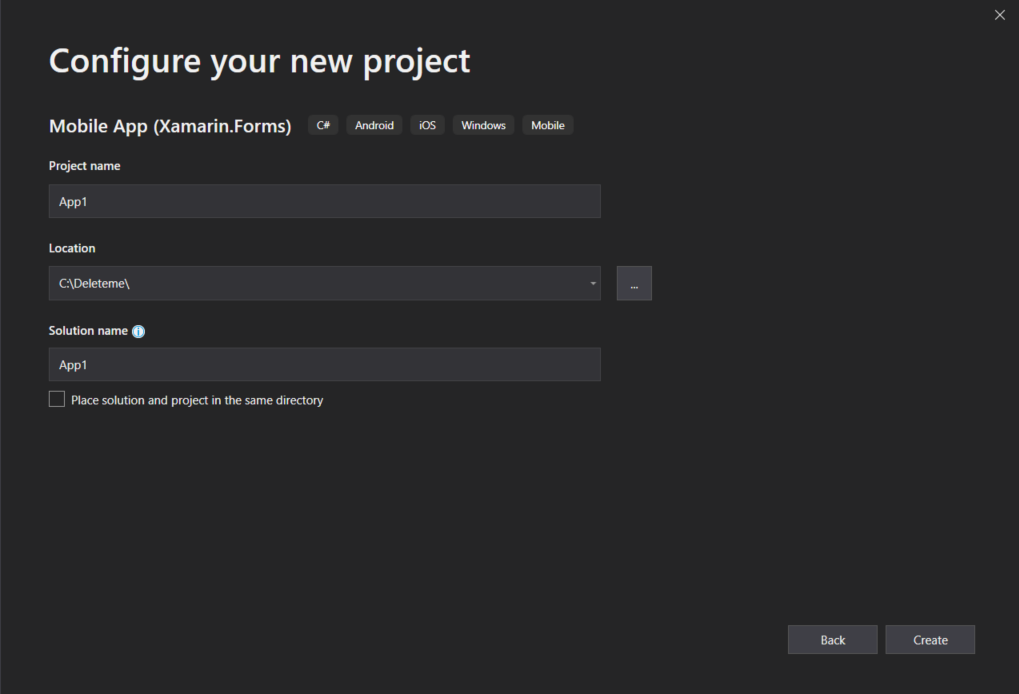 Configure your new project
Mobile App (Xamarin.Forms) C# Android iOS Windows Mobile
Project name
App1
Location
C:\Deleteme\
...
Solution name
App1
Place solution and project in the same directory
Back Create